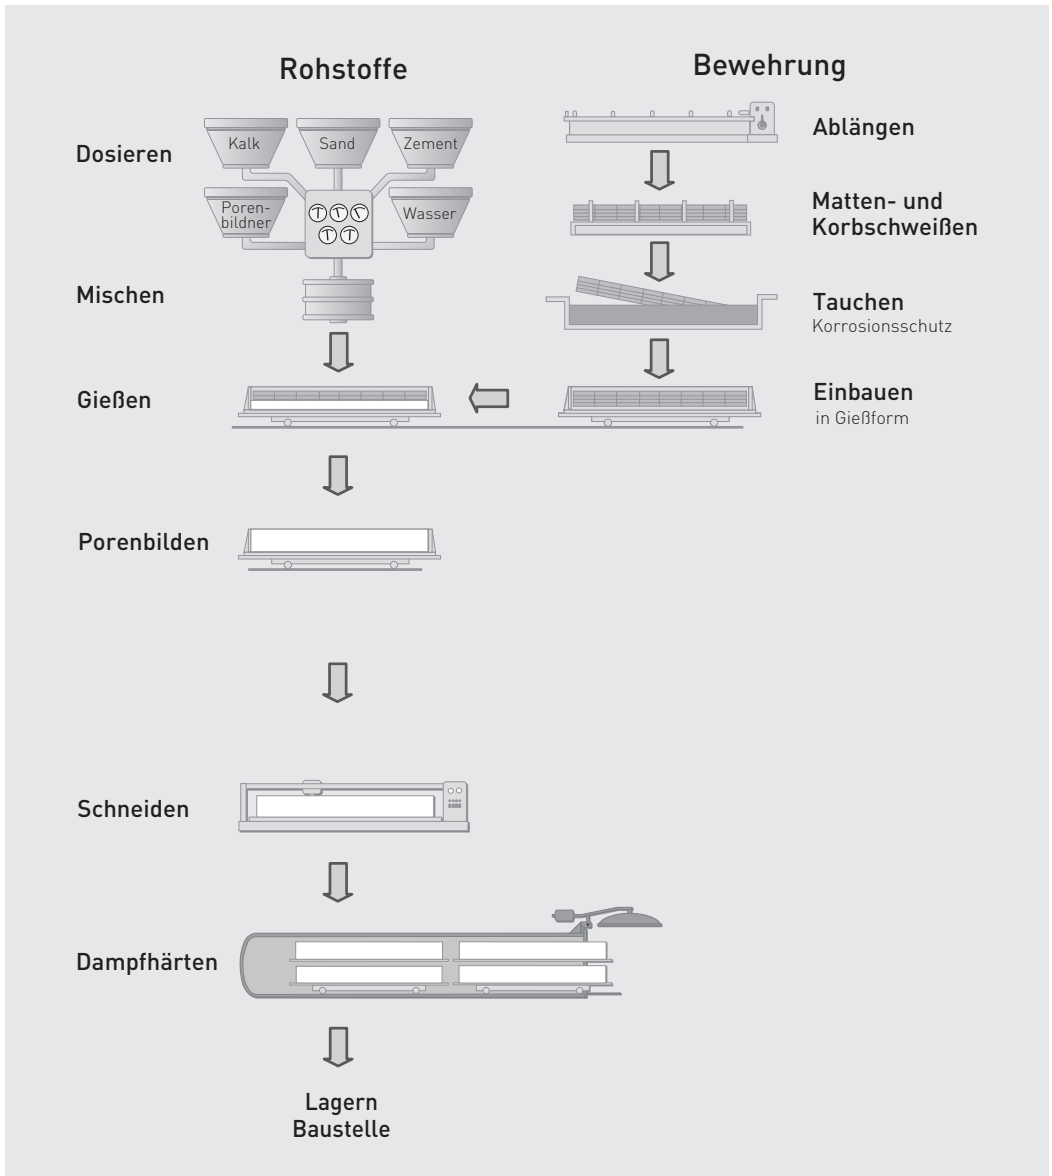 Rohstoffe
Bewehrung
Dosieren
Kalk
Sand
Zement
Poren-
bildner
Wasser
Ablängen
Matten- und
Korbschweißen
Mischen
Tauchen
Korrosionsschutz
Gießen
Einbauen
in Gießform
Porenbilden
Schneiden
Dampfhärten
Lagern
Baustelle